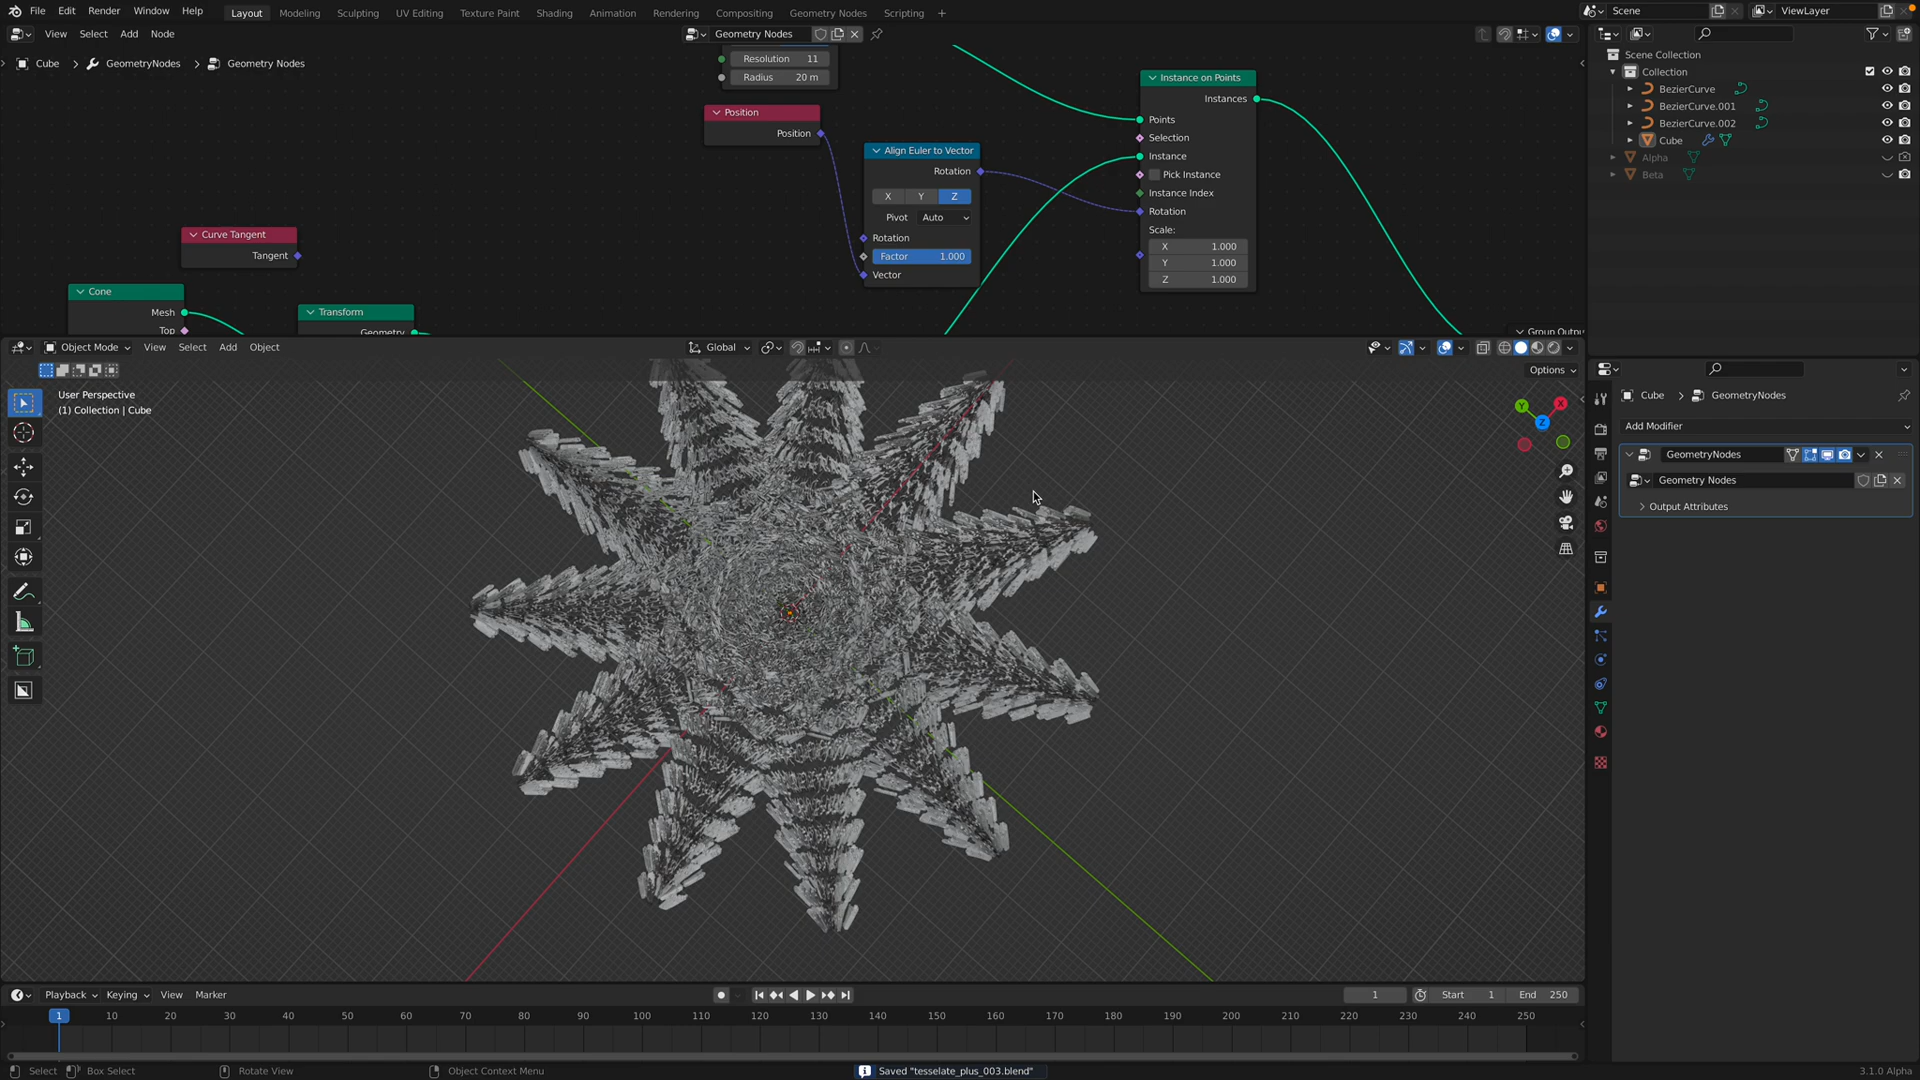 File Edit Render Window Help Layout Modeling Sculpting UV Editing Texture Paint Shading Animation Rendering Compositing Geometry Nodes Scripting + Scene ViewLayer
View Select Add Node Geometry Nodes
Cube > GeometryNodes > Geometry Nodes
Resolution 11
Radius 20 m
Position
Position
Align Euler to Vector
Rotation
X Y Z
Pivot Auto
Rotation
Factor 1.000
Vector
Instance on Points
Instances
Points
Selection
Instance
Pick Instance
Instance Index
Rotation
Scale:
X 1.000
Y 1.000
Z 1.000
Curve Tangent
Tangent
Cone
Mesh
Top
Transform
Geometry
Group Output
Scene Collection
Collection
BezierCurve
BezierCurve.001
BezierCurve.002
Cube
Alpha
Beta
Object Mode View Select Add Object Global
Options
User Perspective
(1) Collection | Cube
Y X
Z
Cube > GeometryNodes
Add Modifier
GeometryNodes
Geometry Nodes
Output Attributes
Playback Keying View Marker 1 Start 1 End 250
1 10 20 30 40 50 60 70 80 90 100 110 120 130 140 150 160 170 180 190 200 210 220 230 240 250
Select Box Select Rotate View Object Context Menu Saved "tesselate_plus_003.blend" 3.1.0 Alpha